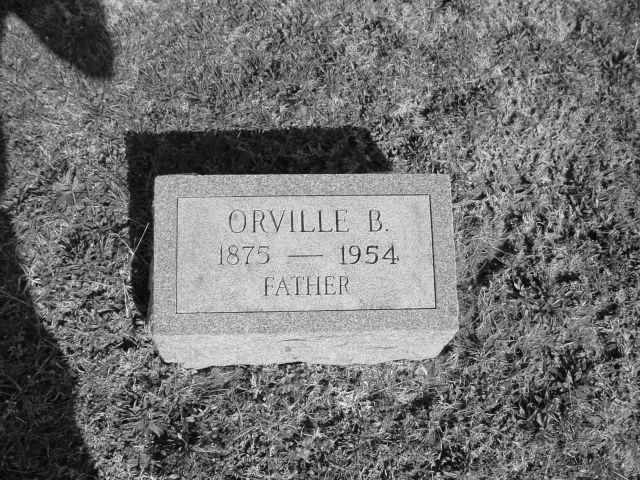 ORVILLE B.
1875 — 1954
FATHER